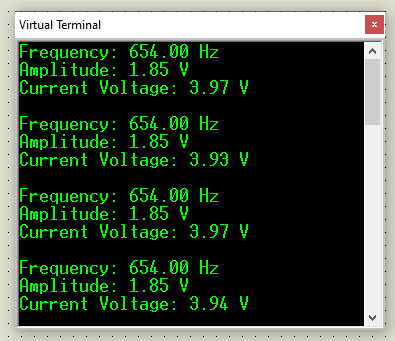 Virtual Terminal
Frequency: 654.00 Hz
Amplitude: 1.85 V
Current Voltage: 3.97 V
Frequency: 654.00 Hz
Amplitude: 1.85 V
Current Voltage: 3.93 V
Frequency: 654.00 Hz
Amplitude: 1.85 V
Current Voltage: 3.97 V
Frequency: 654.00 Hz
Amplitude: 1.85 V
Current Voltage: 3.94 V